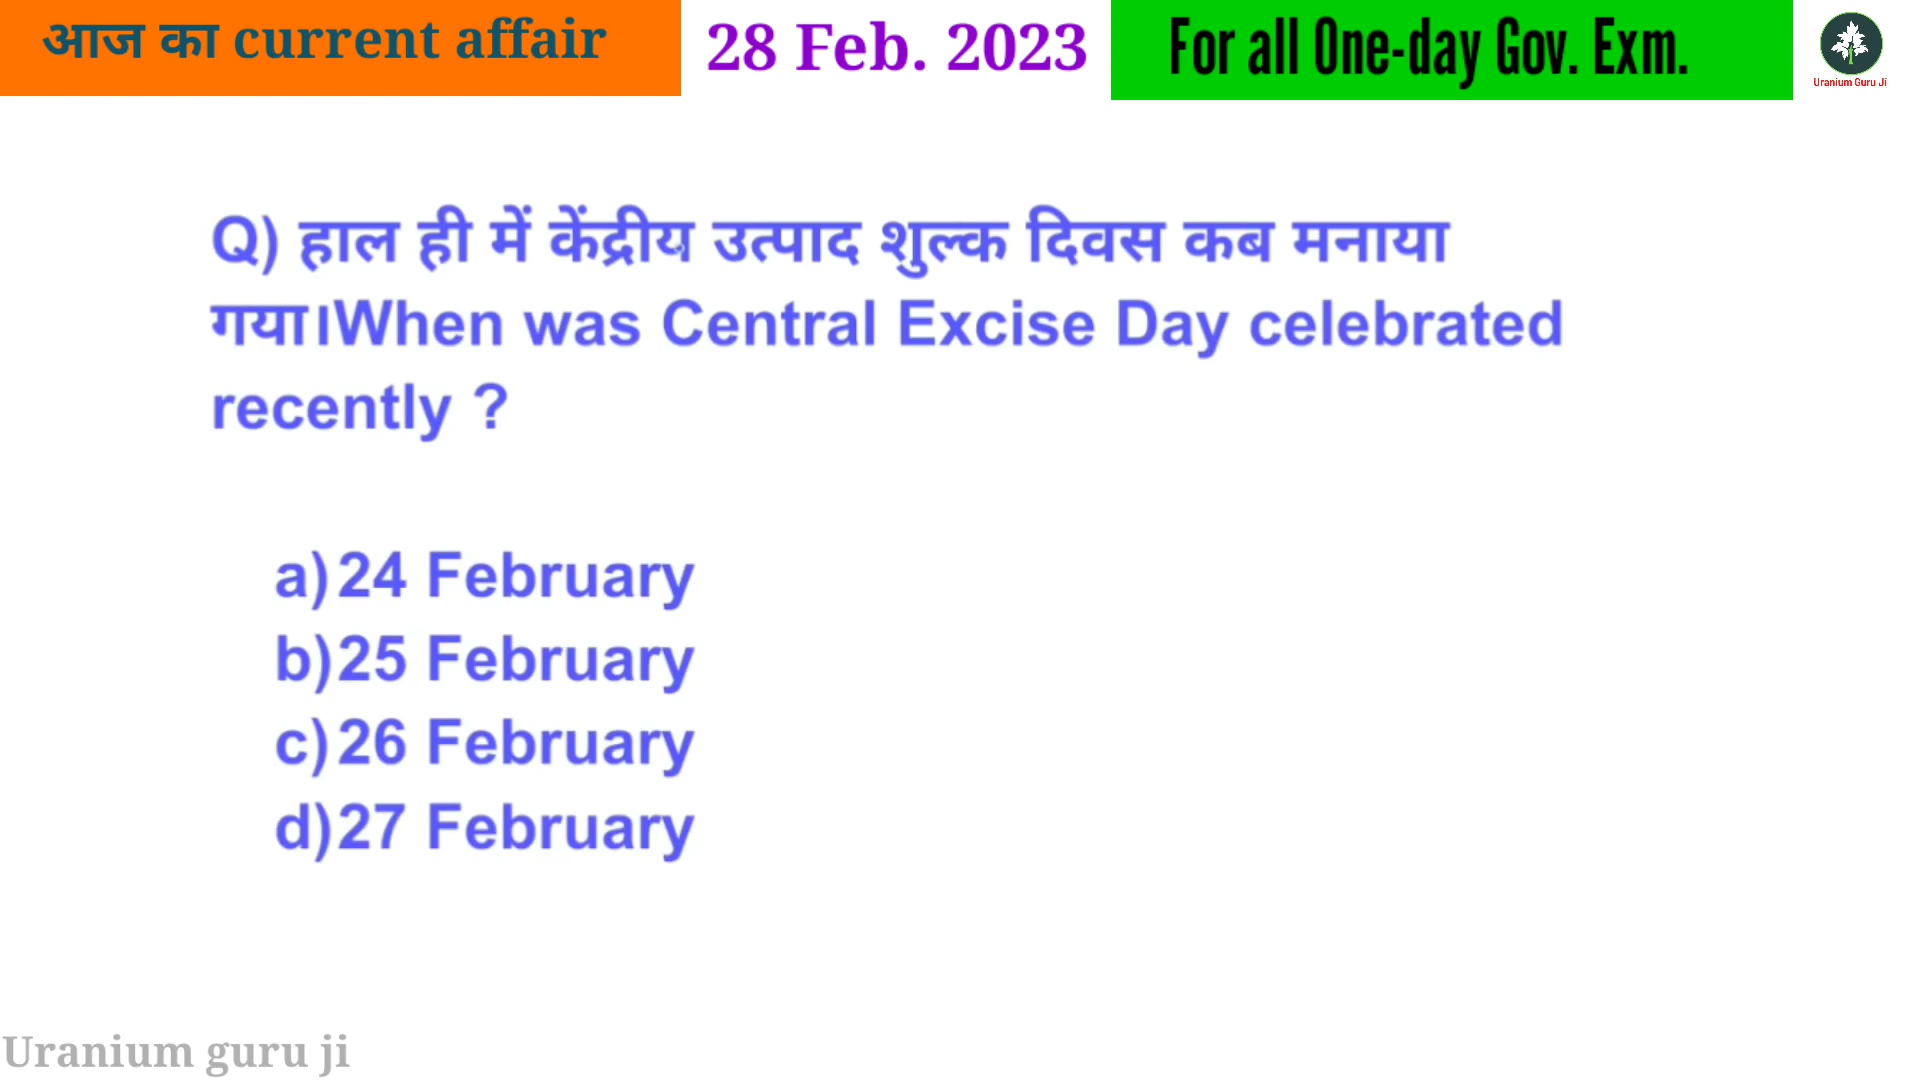 आज का current affair
28 Feb. 2023
For all One-day Gov. Exm.
Uranium Guru Ji
Q) हाल ही में केंद्रीय उत्पाद शुल्क दिवस कब मनाया
गया।When was Central Excise Day celebrated
recently ?
a) 24 February
b) 25 February
c) 26 February
d) 27 February
Uranium guru ji